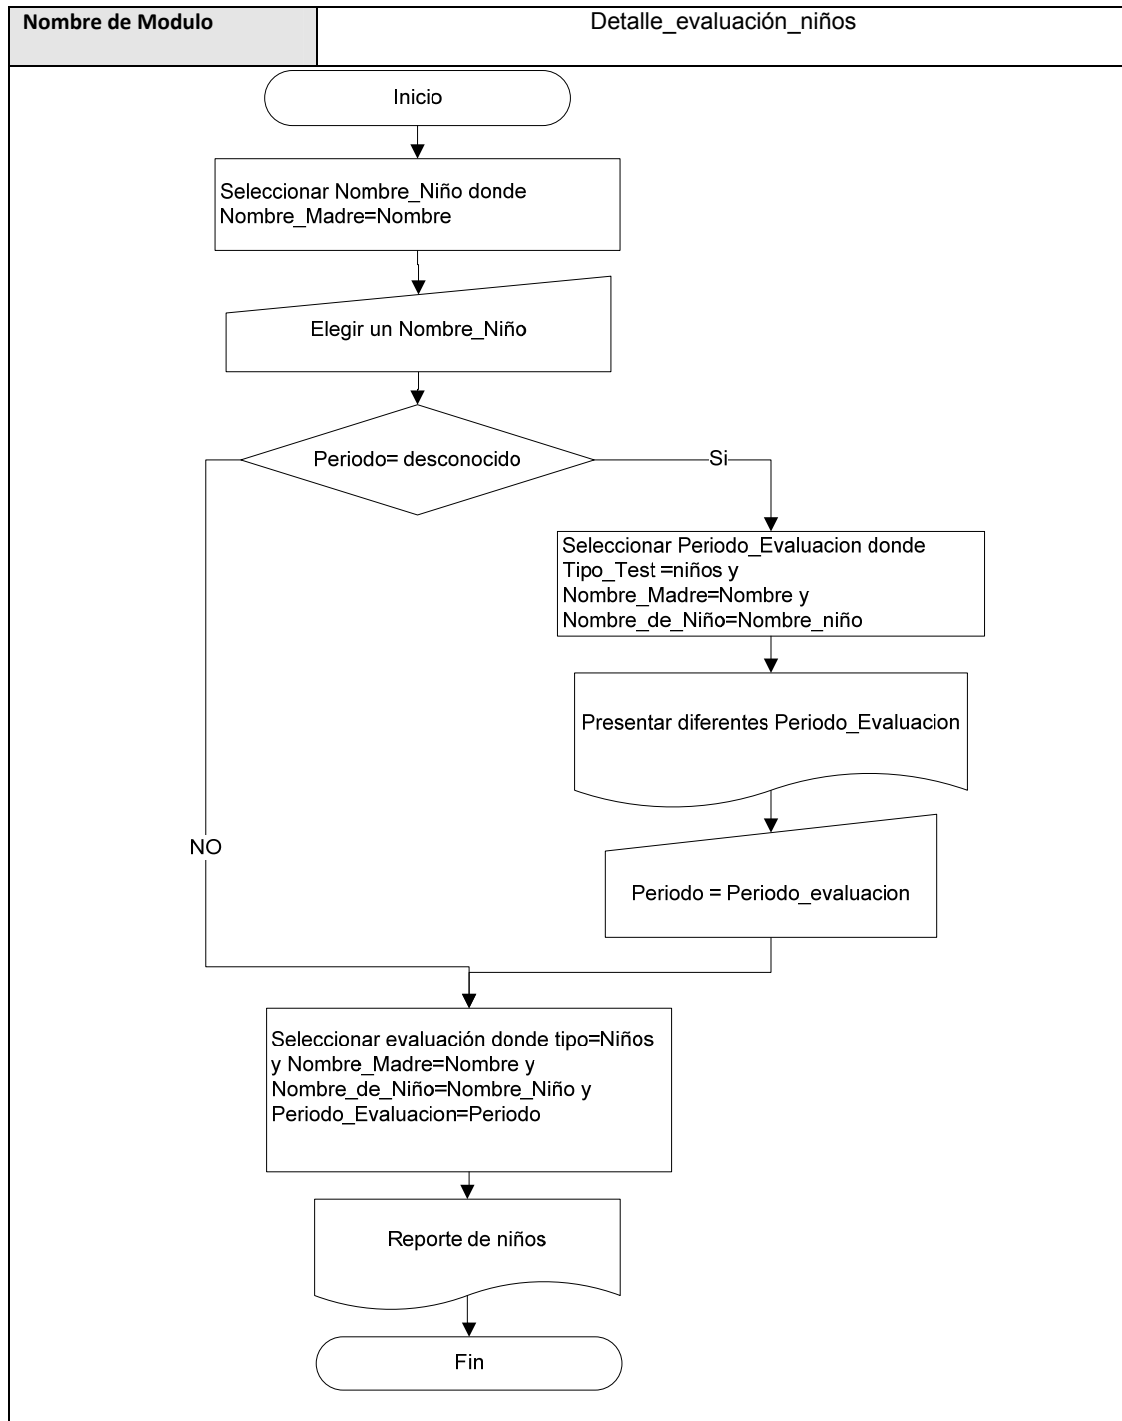 Nombre de Modulo
Detalle_evaluación_niños
Inicio
Seleccionar Nombre_Niño donde
Nombre_Madre=Nombre
Elegir un Nombre_Niño
Periodo= desconocido
Si
Seleccionar Periodo_Evaluacion donde
Tipo_Test =niños y
Nombre_Madre=Nombre y
Nombre_de_Niño=Nombre_niño
Presentar diferentes Periodo_Evaluacion
NO
Periodo = Periodo_evaluacion
Seleccionar evaluación donde tipo=Niños
y Nombre_Madre=Nombre y
Nombre_de_Niño=Nombre_Niño y
Periodo_Evaluacion=Periodo
Reporte de niños
Fin